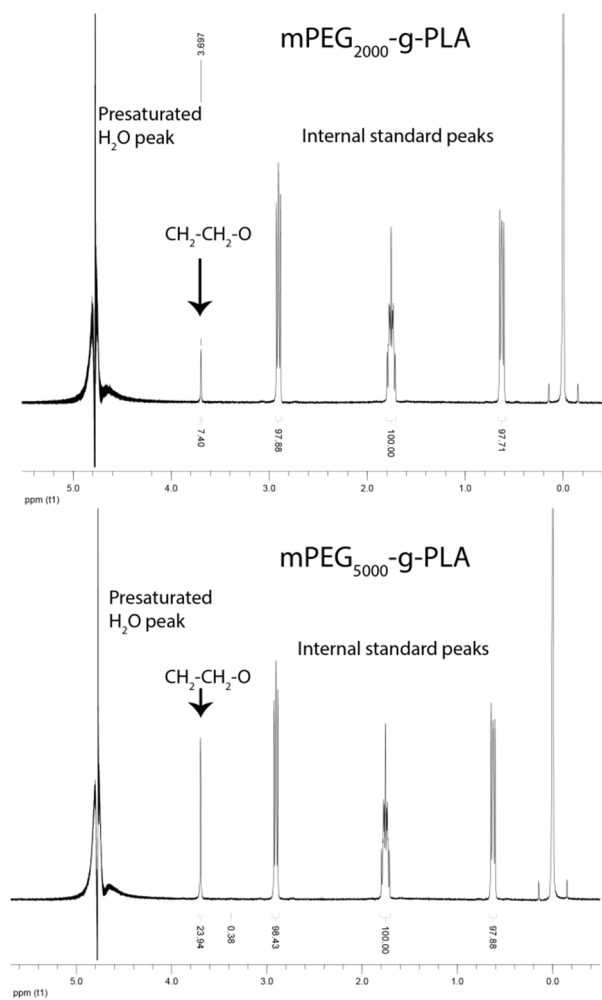 mPEG₂₀₀₀-g-PLA
3.697
Presaturated
H₂O peak
Internal standard peaks
CH₂-CH₂-O
7.40
97.88
100.00
97.71
5.0 4.0 3.0 2.0 1.0 0.0
ppm (t1)
mPEG₅₀₀₀-g-PLA
Presaturated
H₂O peak
Internal standard peaks
CH₂-CH₂-O
23.94
0.38
98.43
100.00
97.88
5.0 4.0 3.0 2.0 1.0 0.0
ppm (t1)